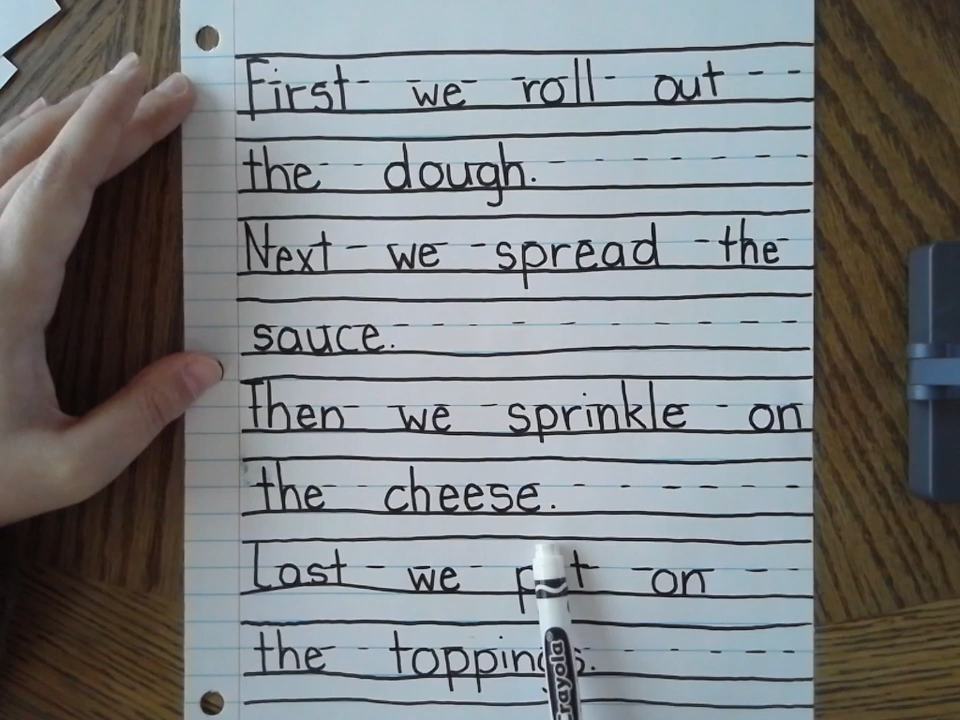 First we roll out
the dough.
Next we spread the
sauce.
Then we sprinkle on
the cheese.
Last we put on
the toppings.
Crayola